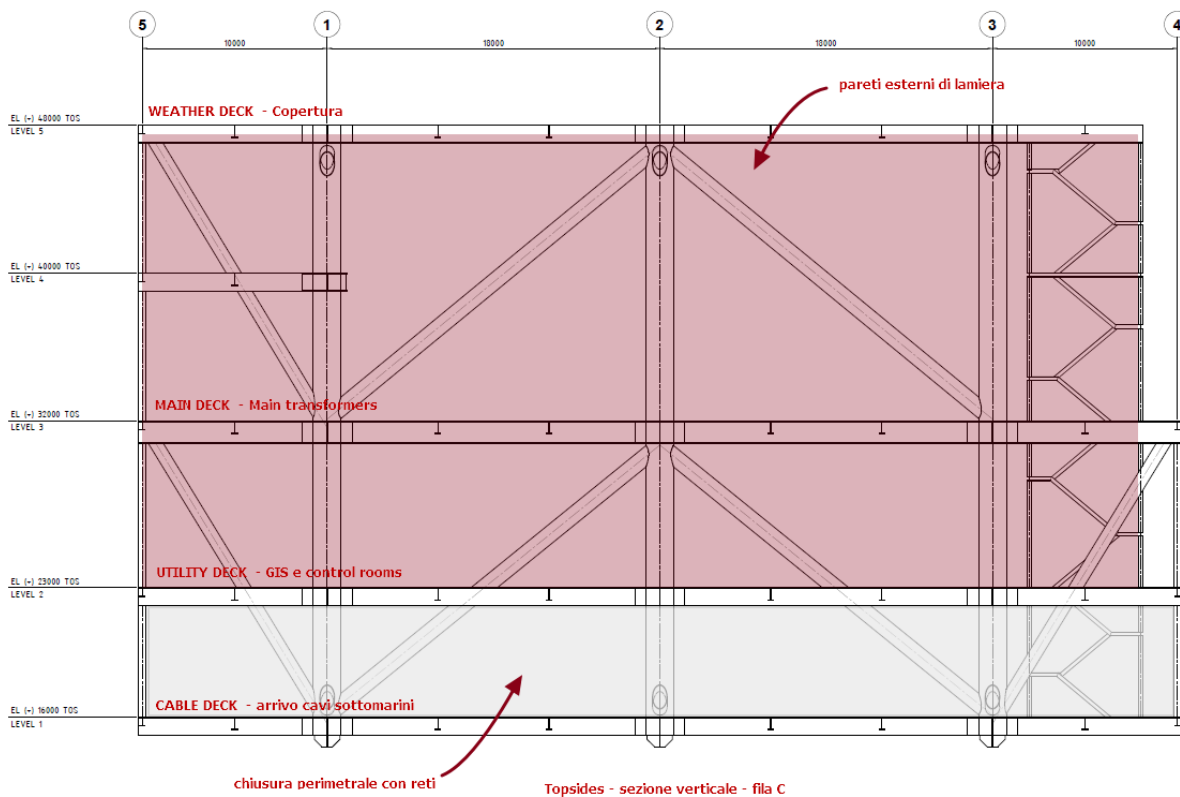 5 1 2 3 4
10000 18000 18000 10000
pareti esterni di lamiera
WEATHER DECK - Copertura
EL (+) 48000 TOS
LEVEL 5
EL (+) 40000 TOS
LEVEL 4
MAIN DECK - Main transformers
EL (+) 32000 TOS
LEVEL 3
UTILITY DECK - GIS e control rooms
EL (+) 23000 TOS
LEVEL 2
CABLE DECK - arrivo cavi sottomarini
EL (+) 16000 TOS
LEVEL 1
chiusura perimetrale con reti
Topsides - sezione verticale - fila C